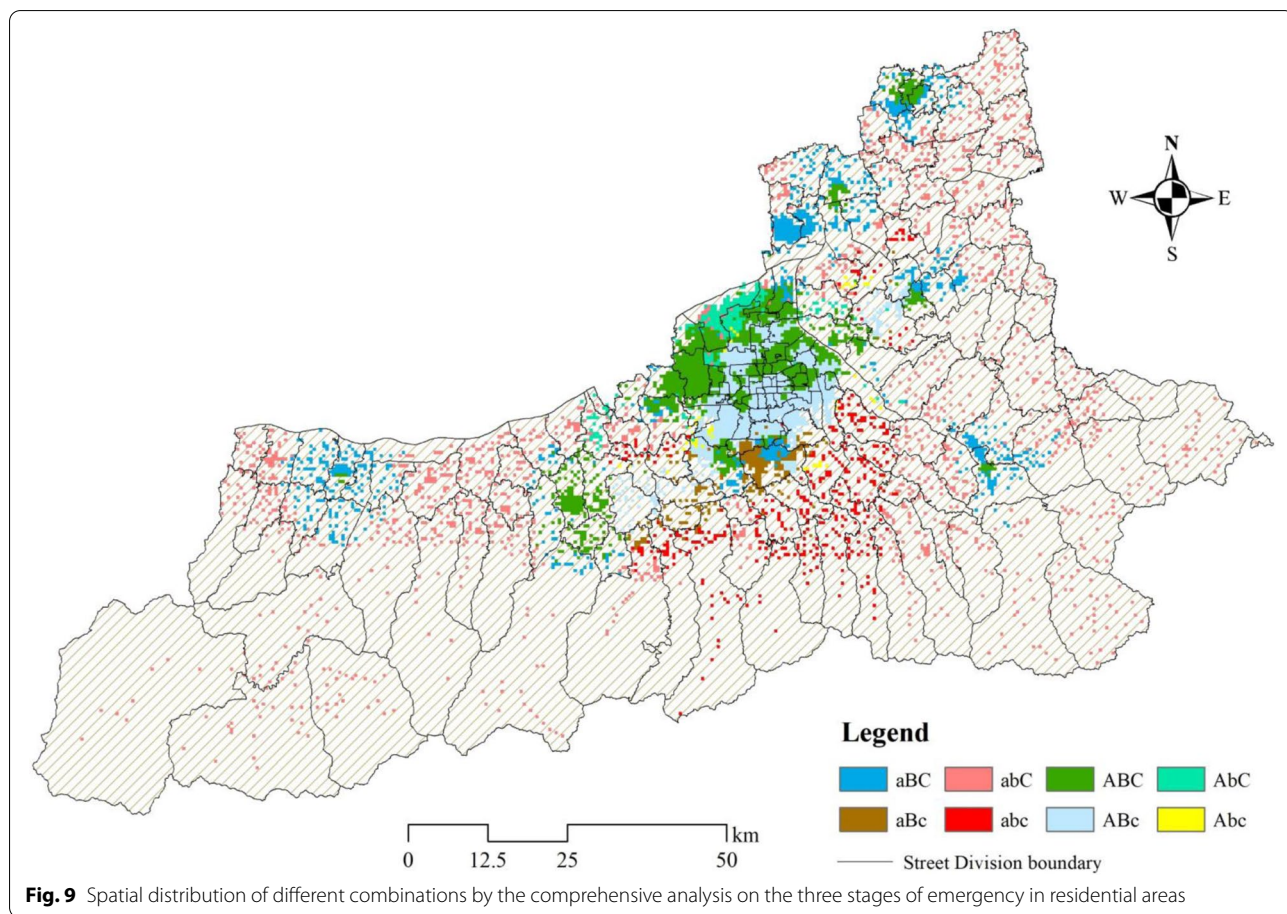 N
W E
S
Legend
aBC abC ABC AbC
aBc abc ABc Abc
Street Division boundary
km
0 12.5 25 50
Fig. 9 Spatial distribution of different combinations by the comprehensive analysis on the three stages of emergency in residential areas